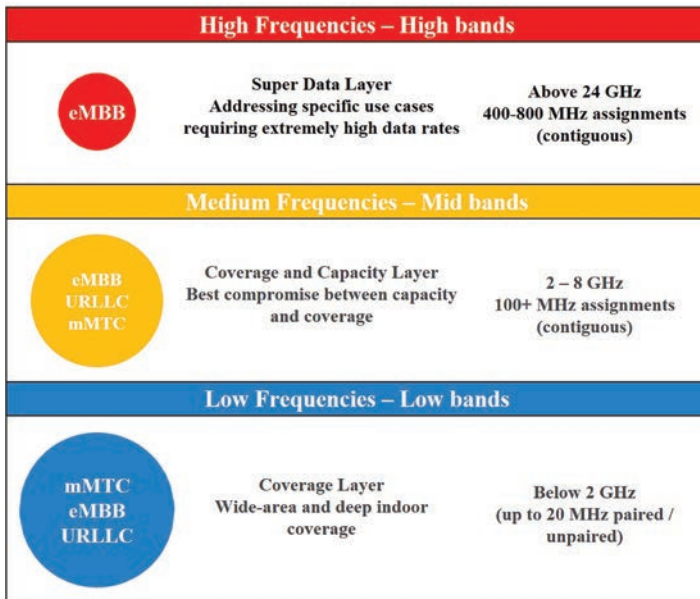 High Frequencies – High bands
eMBB
Super Data Layer
Addressing specific use cases
requiring extremely high data rates
Above 24 GHz
400-800 MHz assignments
(contiguous)
Medium Frequencies – Mid bands
eMBB
URLLC
mMTC
Coverage and Capacity Layer
Best compromise between capacity
and coverage
2 – 8 GHz
100+ MHz assignments
(contiguous)
Low Frequencies – Low bands
mMTC
eMBB
URLLC
Coverage Layer
Wide-area and deep indoor
coverage
Below 2 GHz
(up to 20 MHz paired /
unpaired)